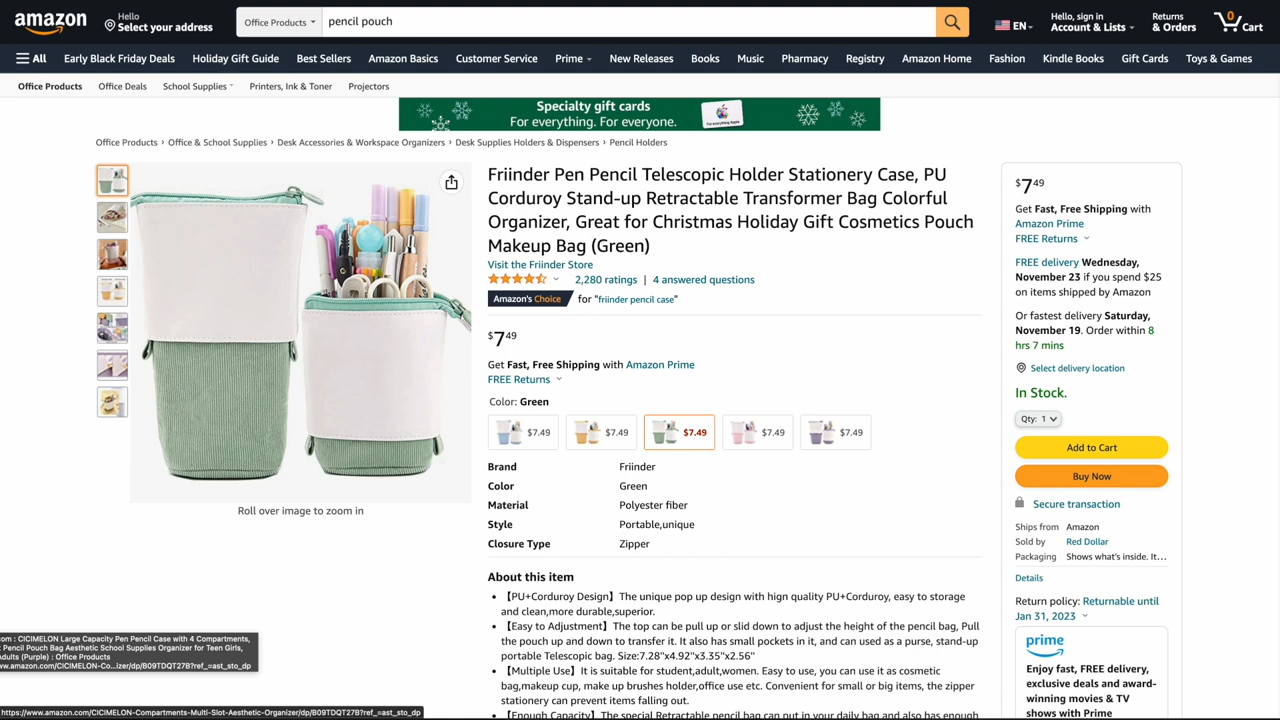 amazon
Hello
Select your address
Office Products
pencil pouch
EN
Hello, sign in
Account & Lists
Returns
& Orders
0
Cart
All
Early Black Friday Deals
Holiday Gift Guide
Best Sellers
Amazon Basics
Customer Service
Prime
New Releases
Books
Music
Pharmacy
Registry
Amazon Home
Fashion
Kindle Books
Gift Cards
Toys & Games
Office Products
Office Deals
School Supplies
Printers, Ink & Toner
Projectors
Specialty gift cards
For everything. For everyone.
Office Products › Office & School Supplies › Desk Accessories & Workspace Organizers › Desk Supplies Holders & Dispensers › Pencil Holders
Roll over image to zoom in
Friinder Pen Pencil Telescopic Holder Stationery Case, PU
Corduroy Stand-up Retractable Transformer Bag Colorful
Organizer, Great for Christmas Holiday Gift Cosmetics Pouch
Makeup Bag (Green)
Visit the Friinder Store
2,280 ratings | 4 answered questions
Amazon's Choice for "friinder pencil case"
$7 49
Get Fast, Free Shipping with Amazon Prime
FREE Returns
Color: Green
$7.49
$7.49
$7.49
$7.49
$7.49
Brand Friinder
Color Green
Material Polyester fiber
Style Portable,unique
Closure Type Zipper
About this item
• 【PU+Corduroy Design】The unique pop up design with hign quality PU+Corduroy, easy to storage
and clean,more durable,superior.
• 【Easy to Adjustment】The top can be pull up or slid down to adjust the height of the pencil bag, Pull
the pouch up and down to transfer it. It also has small pockets in it, and can used as a purse, stand-up
portable Telescopic bag. Size:7.28"x4.92"x3.35"x2.56"
• 【Multiple Use】It is suitable for student,adult,women. Easy to use, you can use it as cosmetic
bag,makeup cup, make up brushes holder,office use etc. Convenient for small or big items, the zipper
stationery can prevent items falling out.
• 【Enough Capacity】The special Retractable pencil bag can put in your daily bag and also has enough
$7 49
Get Fast, Free Shipping with
Amazon Prime
FREE Returns
FREE delivery Wednesday,
November 23 if you spend $25
on items shipped by Amazon
Or fastest delivery Saturday,
November 19. Order within 8
hrs 7 mins
Select delivery location
In Stock.
Qty: 1
Add to Cart
Buy Now
Secure transaction
Ships from Amazon
Sold by Red Dollar
Packaging Shows what's inside. It…
Details
Return policy: Returnable until
Jan 31, 2023
prime
Enjoy fast, FREE delivery,
exclusive deals and award-
winning movies & TV
shows with Prime
com : CICIMELON Large Capacity Pen Pencil Case with 4 Compartments,
Pencil Pouch Bag Aesthetic School Supplies Organizer for Teen Girls,
Adults (Purple) : Office Products
ww.amazon.com/CICIMELON-Co...izer/dp/B09TDQT27B?ref_=ast_sto_dp
https://www.amazon.com/CICIMELON-Compartments-Multi-Slot-Aesthetic-Organizer/dp/B09TDQT27B?ref_=ast_sto_dp